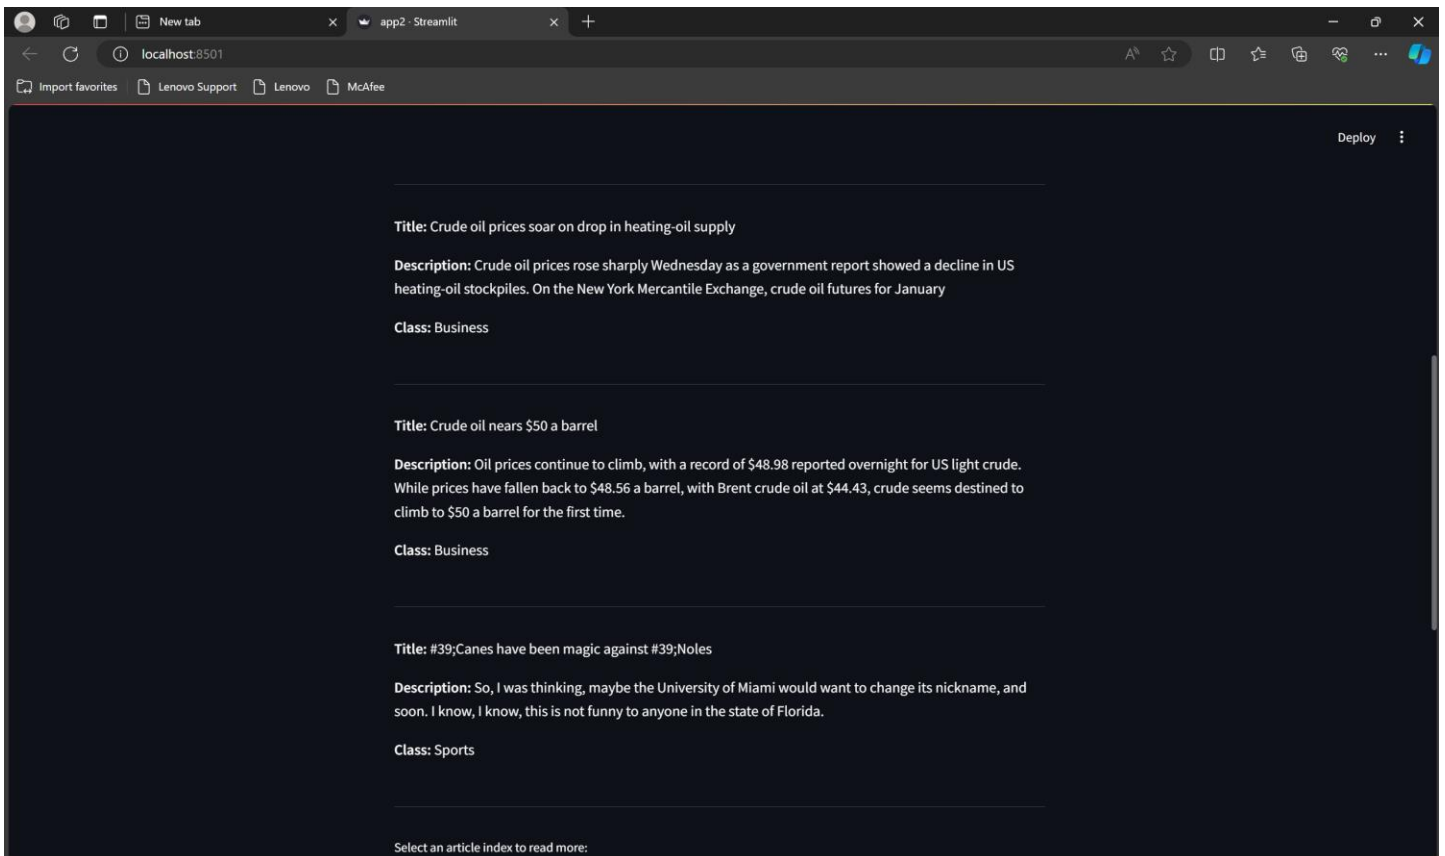 New tab
app2 · Streamlit
localhost:8501
Import favorites
Lenovo Support
Lenovo
McAfee
Deploy
Title: Crude oil prices soar on drop in heating-oil supply
Description: Crude oil prices rose sharply Wednesday as a government report showed a decline in US
heating-oil stockpiles. On the New York Mercantile Exchange, crude oil futures for January
Class: Business
Title: Crude oil nears $50 a barrel
Description: Oil prices continue to climb, with a record of $48.98 reported overnight for US light crude.
While prices have fallen back to $48.56 a barrel, with Brent crude oil at $44.43, crude seems destined to
climb to $50 a barrel for the first time.
Class: Business
Title: #39;Canes have been magic against #39;Noles
Description: So, I was thinking, maybe the University of Miami would want to change its nickname, and
soon. I know, I know, this is not funny to anyone in the state of Florida.
Class: Sports
Select an article index to read more: